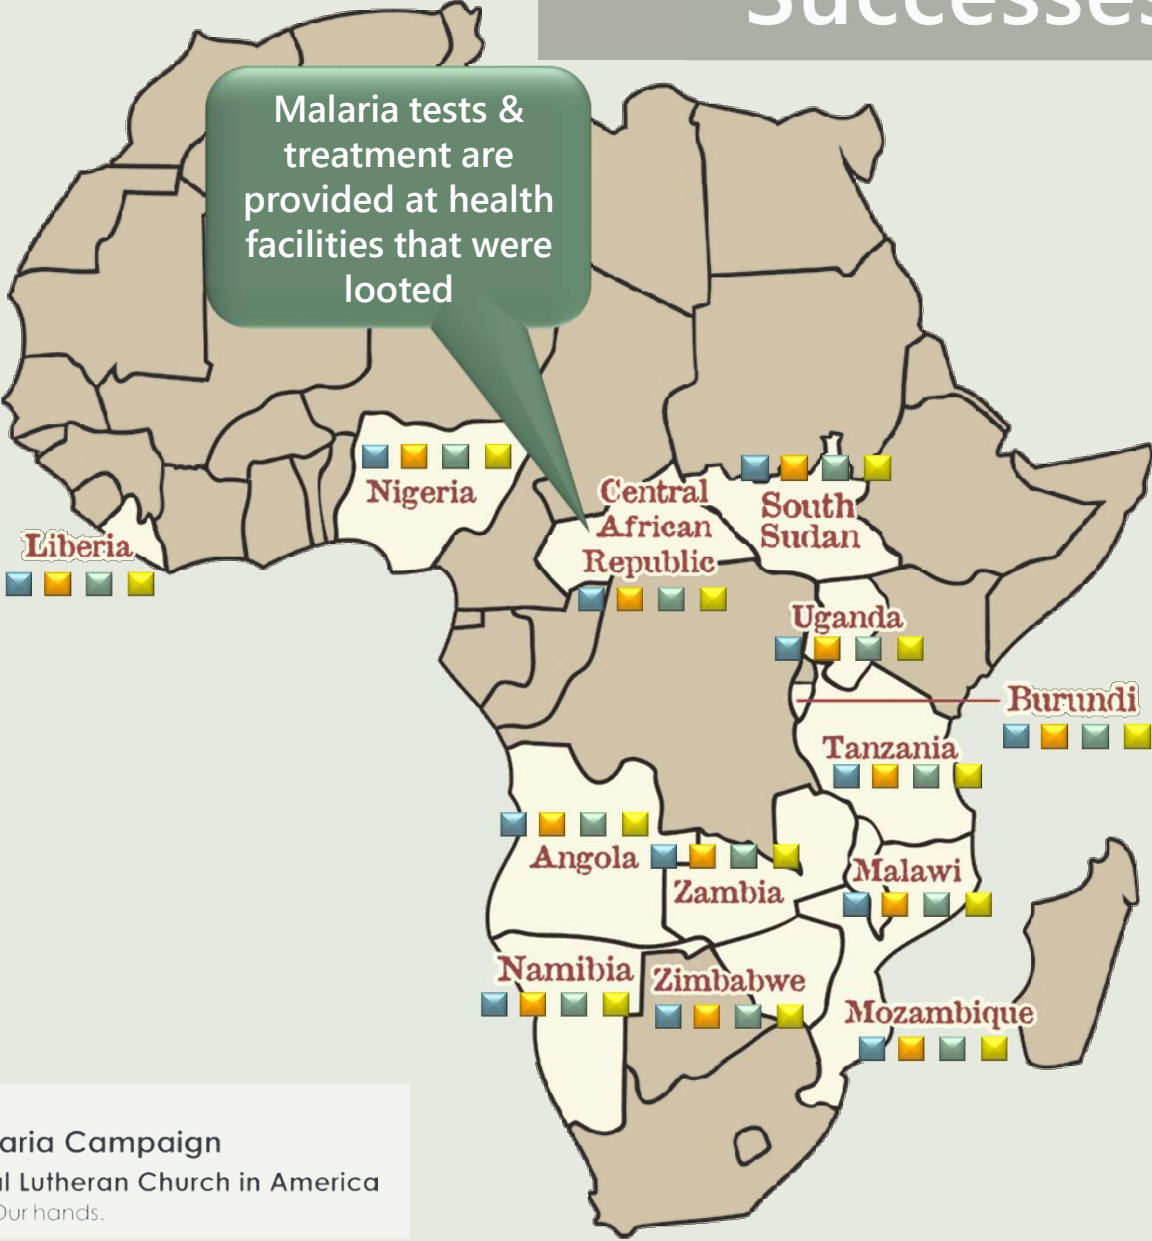 Successes
Malaria tests &
treatment are
provided at health
facilities that were
looted
Nigeria
Central
African
Republic
South
Sudan
Liberia
Uganda
Burundi
Tanzania
Angola
Zambia
Malawi
Namibia
Zimbabwe
Mozambique
aria Campaign
al Lutheran Church in America
Our hands.